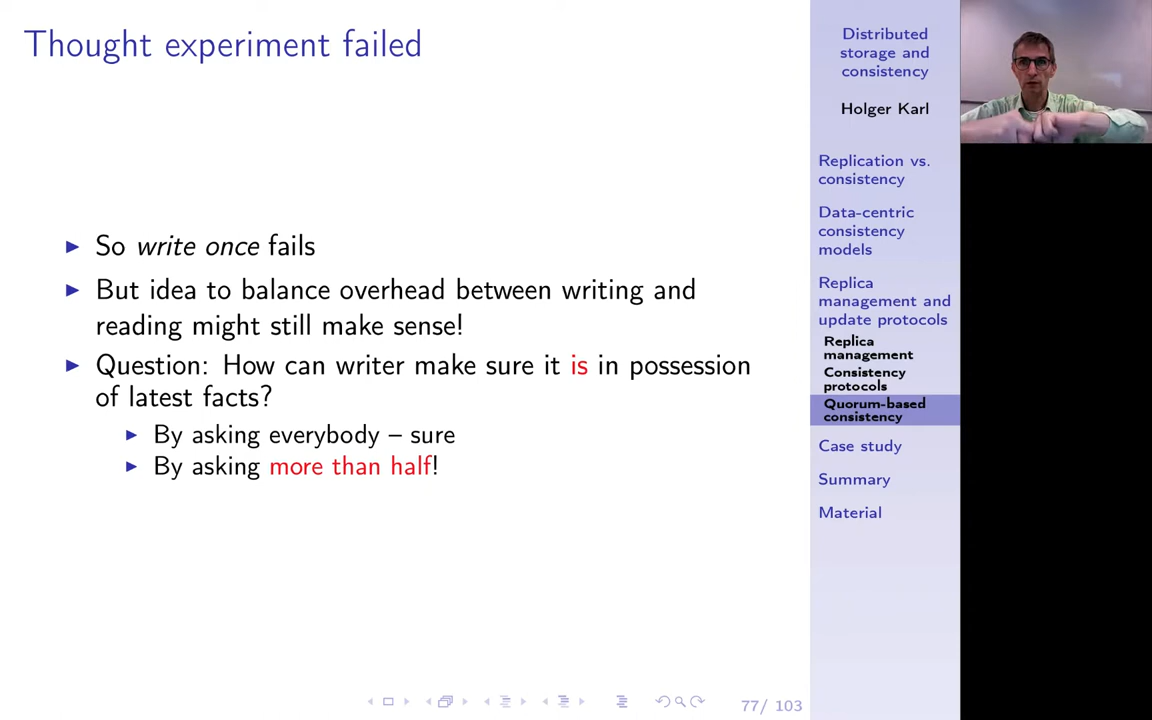 Thought experiment failed
So write once fails
But idea to balance overhead between writing and
reading might still make sense!
Question: How can writer make sure it is in possession
of latest facts?
By asking everybody – sure
By asking more than half!
77/ 103
Distributed
storage and
consistency
Holger Karl
Replication vs.
consistency
Data-centric
consistency
models
Replica
management and
update protocols
Replica
management
Consistency
protocols
Quorum-based
consistency
Case study
Summary
Material